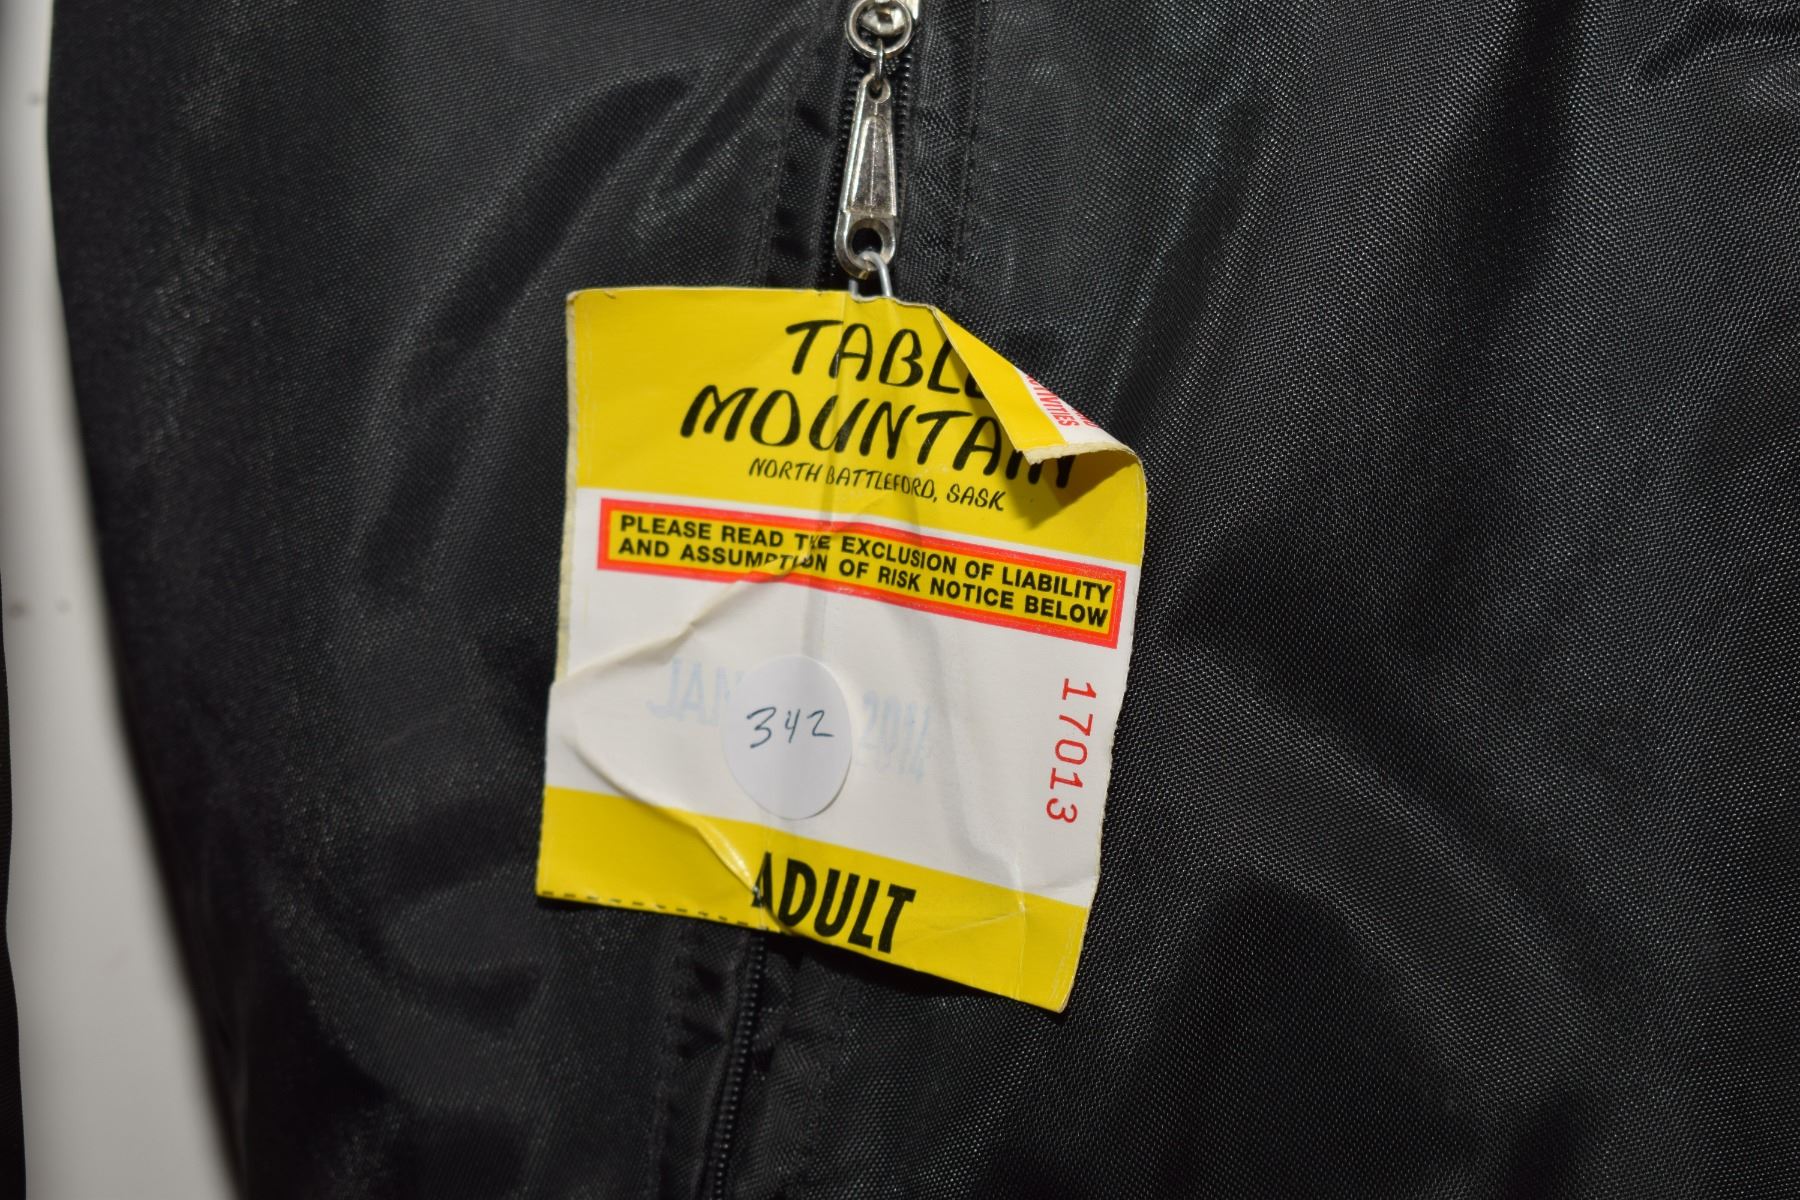 TABLE
MOUNTAIN
NORTH BATTLEFORD, SASK
PLEASE READ THE EXCLUSION OF LIABILITY
AND ASSUMPTION OF RISK NOTICE BELOW
JAN 2014
342
17013
ADULT